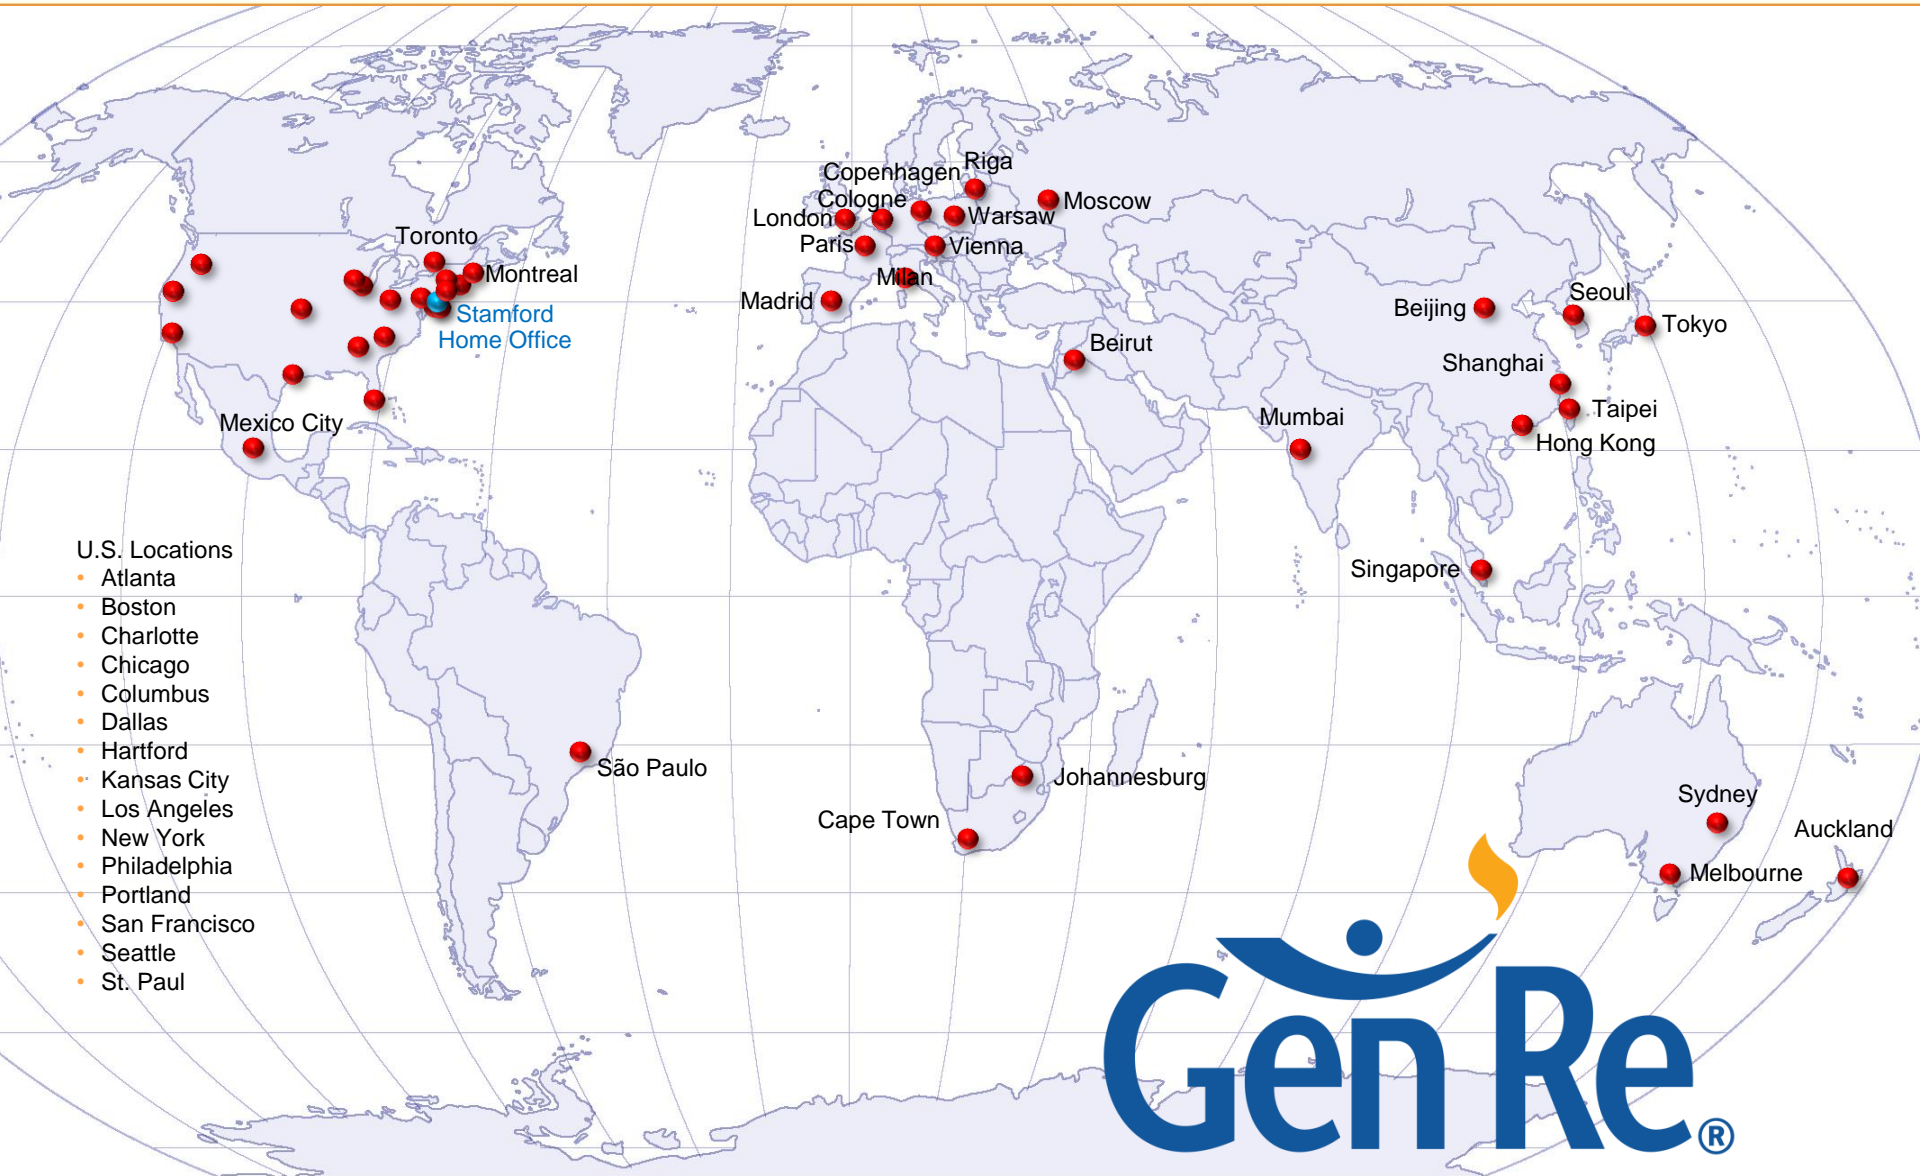 Riga
Copenhagen
Cologne
Moscow
London
Warsaw
Paris
Vienna
Milan
Madrid
Toronto
Montreal
Stamford
Home Office
Beirut
Beijing
Seoul
Tokyo
Shanghai
Taipei
Hong Kong
Mumbai
Mexico City
Singapore
U.S. Locations
• Atlanta
• Boston
• Charlotte
• Chicago
• Columbus
• Dallas
• Hartford
• Kansas City
• Los Angeles
• New York
• Philadelphia
• Portland
• San Francisco
• Seattle
• St. Paul
São Paulo
Johannesburg
Cape Town
Sydney
Auckland
Melbourne
Gen Re®